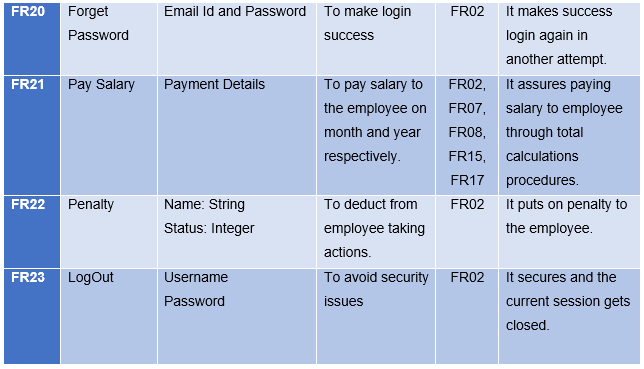 FR20
Forget
Password
Email Id and Password
To make login
success
FR02
It makes success
login again in
another attempt.
FR21
Pay Salary
Payment Details
To pay salary to
the employee on
month and year
respectively.
FR02,
FR07,
FR08,
FR15,
FR17
It assures paying
salary to employee
through total
calculations
procedures.
FR22
Penalty
Name: String
Status: Integer
To deduct from
employee taking
actions.
FR02
It puts on penalty to
the employee.
FR23
LogOut
Username
Password
To avoid security
issues
FR02
It secures and the
current session gets
closed.